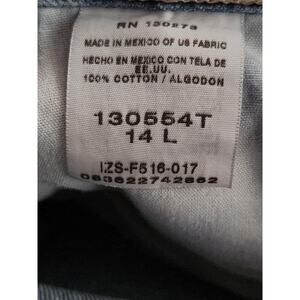 RN 130273
MADE IN MEXICO OF US FABRIC
HECHO EN MEXICO CON TELA DE
EE.UU.
100% COTTON / ALGODON
130554T
14 L
IZS-F516-017
083622742862